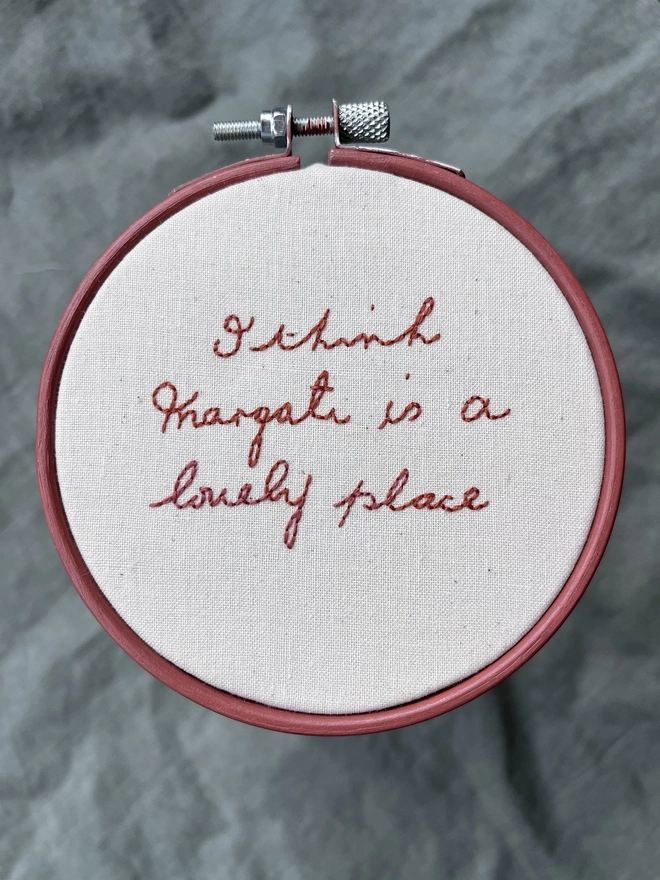 I think
Margate is a
lovely place